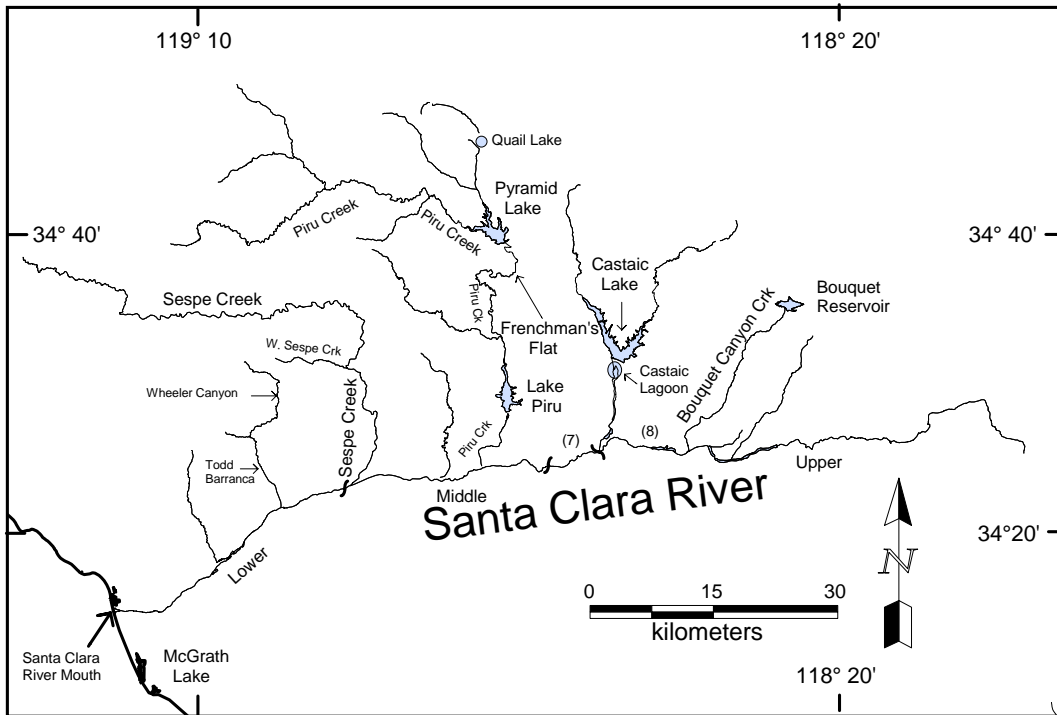 119° 10'
118° 20'
Quail Lake
Pyramid
Lake
Piru Creek
Piru Creek
34° 40'
34° 40'
Castaic
Lake
Bouquet
Reservoir
Sespe Creek
Piru Ck
Bouquet Canyon Crk
Frenchman's
Flat
W. Sespe Crk
Castaic
Lagoon
Wheeler Canyon
Lake
Piru
Sespe Creek
Piru Crk
(7)
(8)
Todd
Barranca
Upper
Middle
Santa Clara River
34°20'
Lower
N
0
15
30
kilometers
Santa Clara
River Mouth
McGrath
Lake
118° 20'